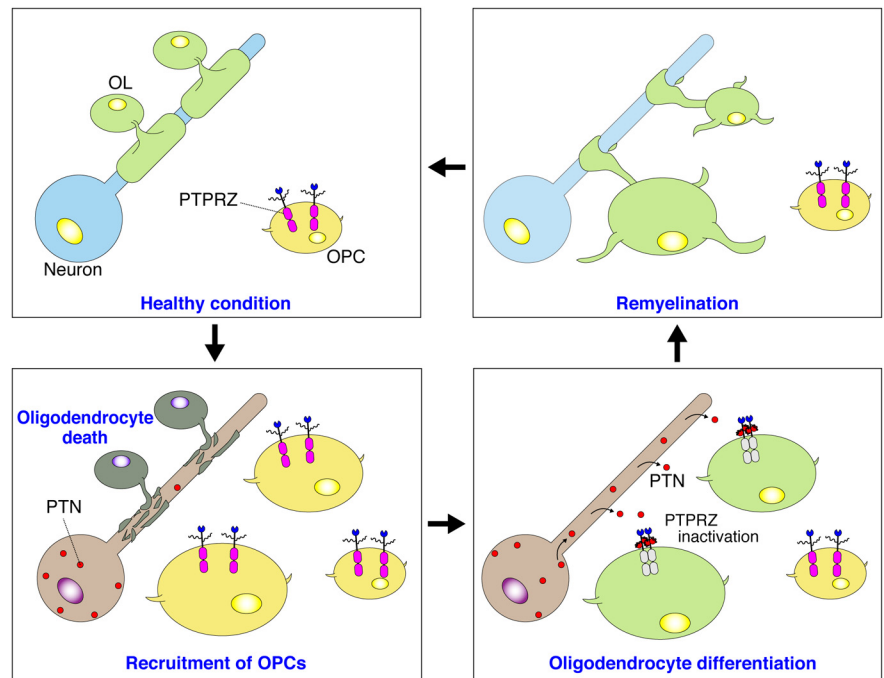 OL
PTPRZ
OPC
Neuron
Healthy condition
Remyelination
Oligodendrocyte
death
PTN
Recruitment of OPCs
PTN
PTPRZ
inactivation
Oligodendrocyte differentiation